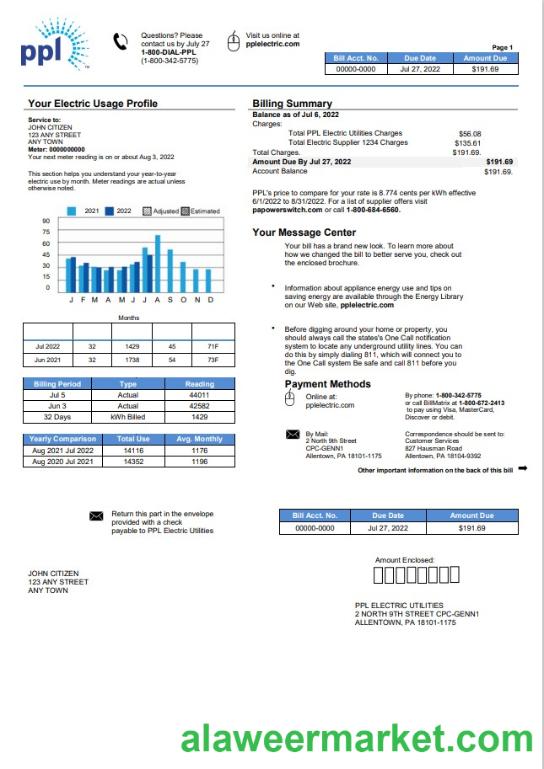 ppl
Questions? Please
contact us by July 27
1-800-DIAL-PPL
(1-800-342-5775)
Visit us online at
pplelectric.com
Page 1
Bill Acct. No. Due Date Amount Due
00000-0000 Jul 27, 2022 $191.69
Your Electric Usage Profile
Service to:
JOHN CITIZEN
123 ANY STREET
ANY TOWN
Meter: 0000000000
Your next meter reading is on or about Aug 3, 2022
This section helps you understand your year-to-year
electric use by month. Meter readings are actual unless
otherwise noted.
2021 2022 Adjusted Estimated
90
75
60
45
30
15
0
J F M A M J J A S O N D
Months
Jul 2022 32 1429 45 71F
Jun 2021 32 1738 54 73F
Billing Period Type Reading
Jul 5 Actual 44011
Jun 3 Actual 42582
32 Days kWh Billed 1429
Yearly Comparison Total Use Avg. Monthly
Aug 2021 Jul 2022 14116 1176
Aug 2020 Jul 2021 14352 1196
Billing Summary
Balance as of Jul 6, 2022
Charges:
Total PPL Electric Utilities Charges $56.08
Total Electric Supplier 1234 Charges $135.61
Total Charges. $191.69.
Amount Due By Jul 27, 2022 $191.69
Account Balance $191.69.
PPL's price to compare for your rate is 8.774 cents per kWh effective
6/1/2022 to 8/31/2022. For a list of supplier offers visit
papowerswitch.com or call 1-800-684-6560.
Your Message Center
Your bill has a brand new look. To learn more about
how we changed the bill to better serve you, check out
the enclosed brochure.
• Information about appliance energy use and tips on
saving energy are available through the Energy Library
on our Web site, pplelectric.com
• Before digging around your home or property, you
should always call the states's One Call notification
system to locate any underground utility lines. You can
do this by simply dialing 811, which will connect you to
the One Call system Be safe and call 811 before you
dig.
Payment Methods
Online at:
pplelectric.com
By phone: 1-800-342-5775
or call BillMatrix at 1-800-672-2413
to pay using Visa, MasterCard,
Discover or debit.
By Mail:
2 North 9th Street
CPC-GENN1
Allentown, PA 18101-1175
Correspondence should be sent to:
Customer Services
827 Hausman Road
Allentown, PA 18104-9392
Other important information on the back of this bill
Return this part in the envelope
provided with a check
payable to PPL Electric Utilities
Bill Acct. No. Due Date Amount Due
00000-0000 Jul 27, 2022 $191.69
Amount Enclosed:
JOHN CITIZEN
123 ANY STREET
ANY TOWN
PPL ELECTRIC UTILITIES
2 NORTH 9TH STREET CPC-GENN1
ALLENTOWN, PA 18101-1175
alaweermarket.com